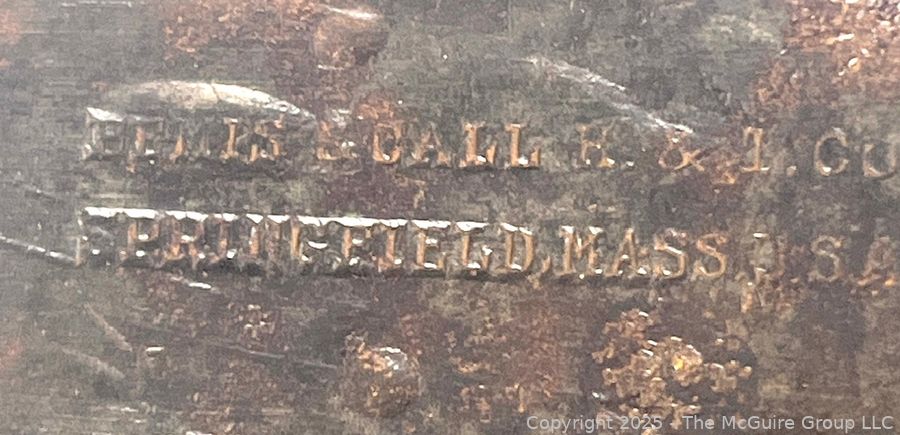 BEMIS & CALL H. & T. CO
SPRINGFIELD, MASS U.S.A
Copyright 2025 - The McGuire Group LLC